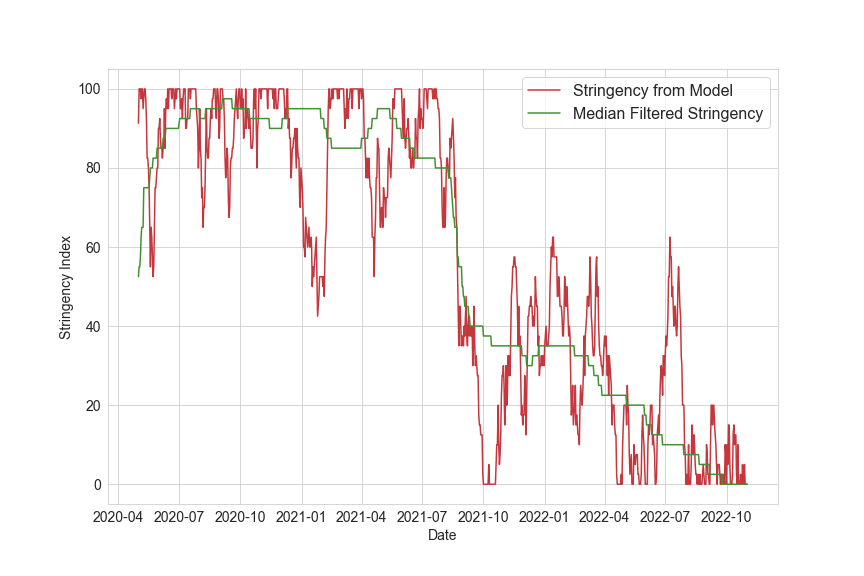 Stringency from Model
Median Filtered Stringency
Stringency Index
100
80
60
40
20
0
2020-04 2020-07 2020-10 2021-01 2021-04 2021-07 2021-10 2022-01 2022-04 2022-07 2022-10
Date